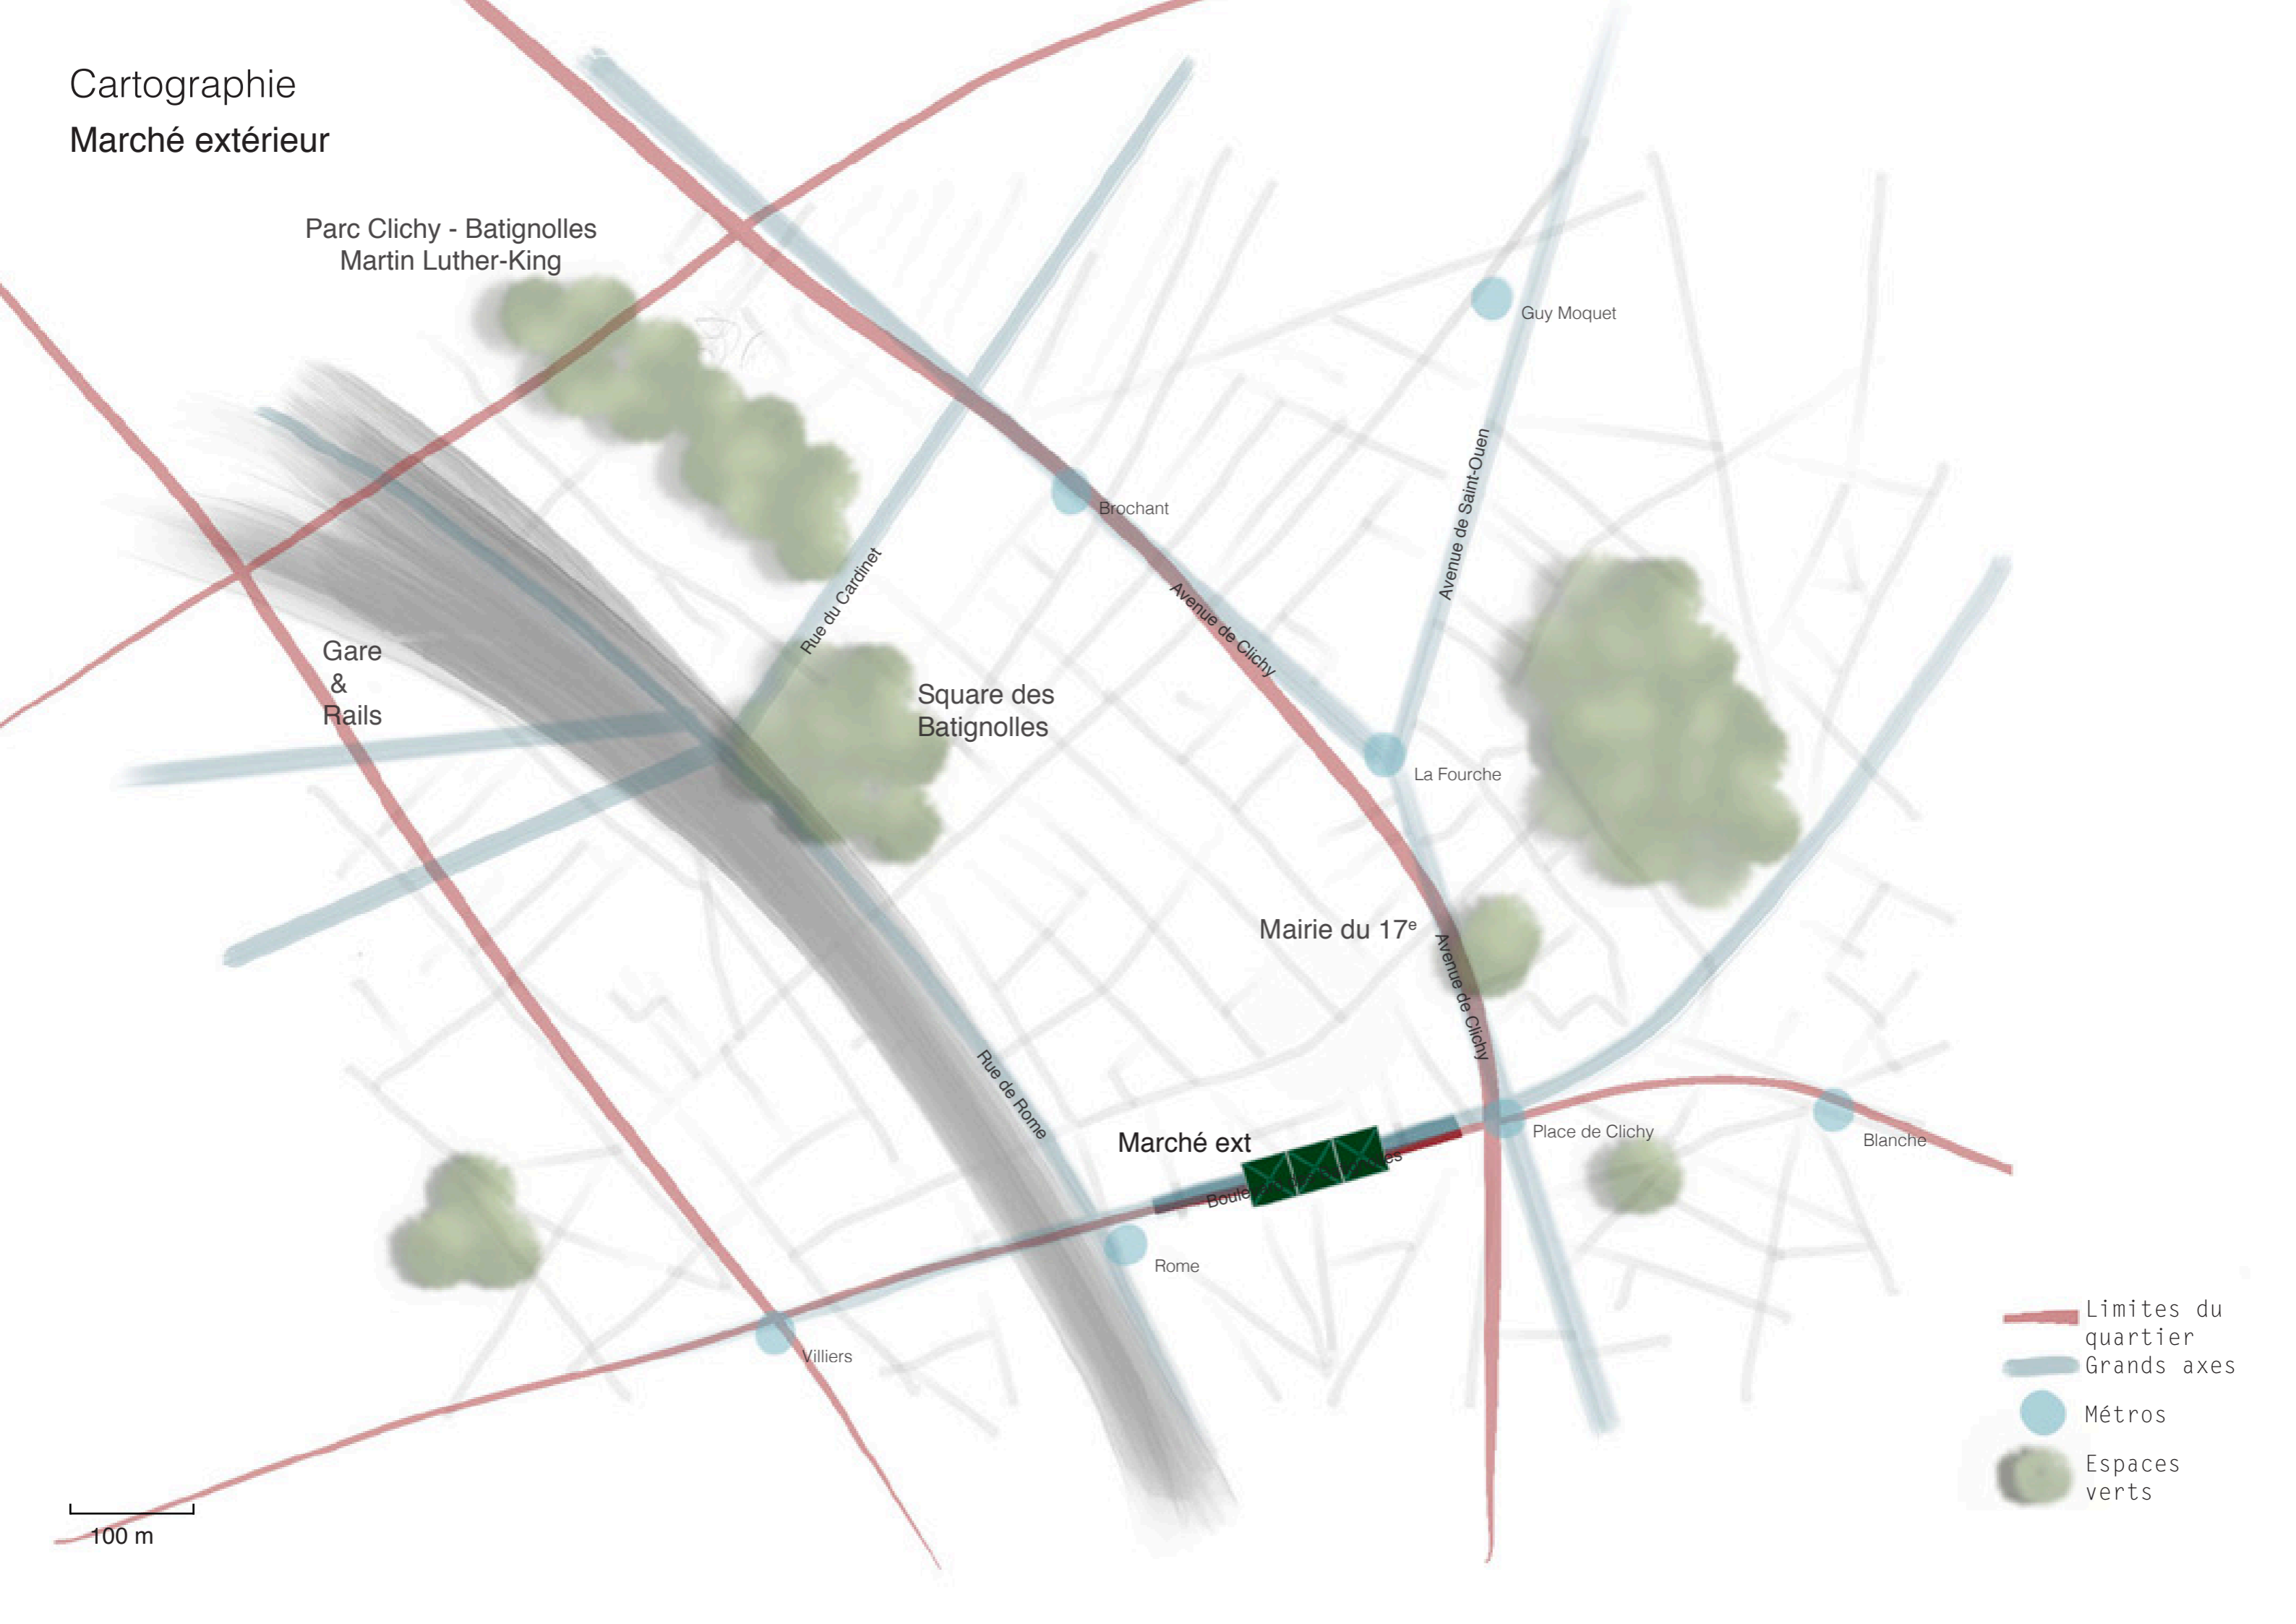 Cartographie
Marché extérieur
Parc Clichy - Batignolles
Martin Luther-King
Guy Moquet
Brochant
Avenue de Saint-Ouen
Rue du Cardinet
Avenue de Clichy
Gare
&
Rails
Square des
Batignolles
La Fourche
Mairie du 17e
Avenue de Clichy
Rue de Rome
Marché ext
Place de Clichy
Blanche
Rome
Villiers
Limites du
quartier
Grands axes
Métros
Espaces
verts
100 m